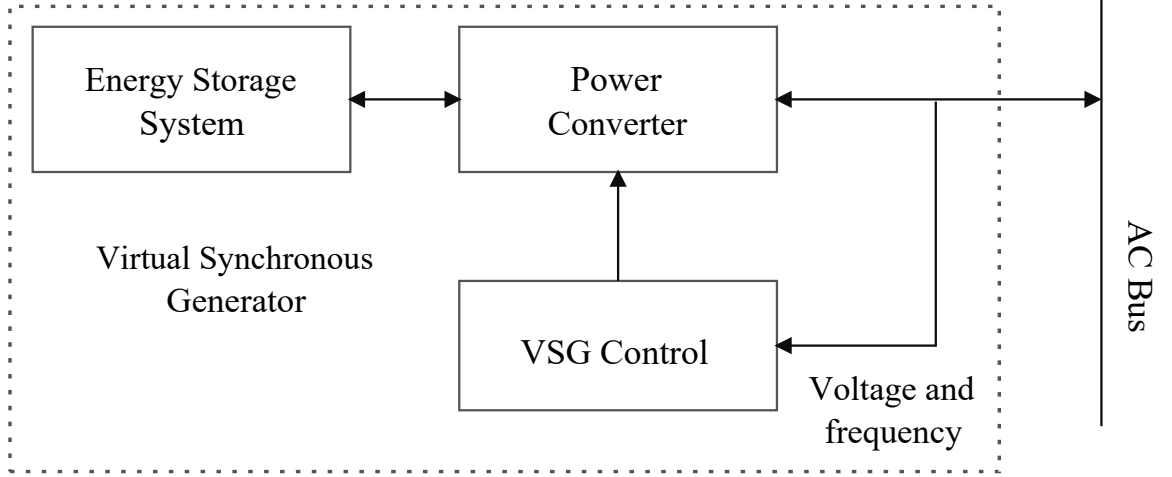 Energy Storage
System
Power
Converter
Virtual Synchronous
Generator
VSG Control
Voltage and
frequency
AC Bus